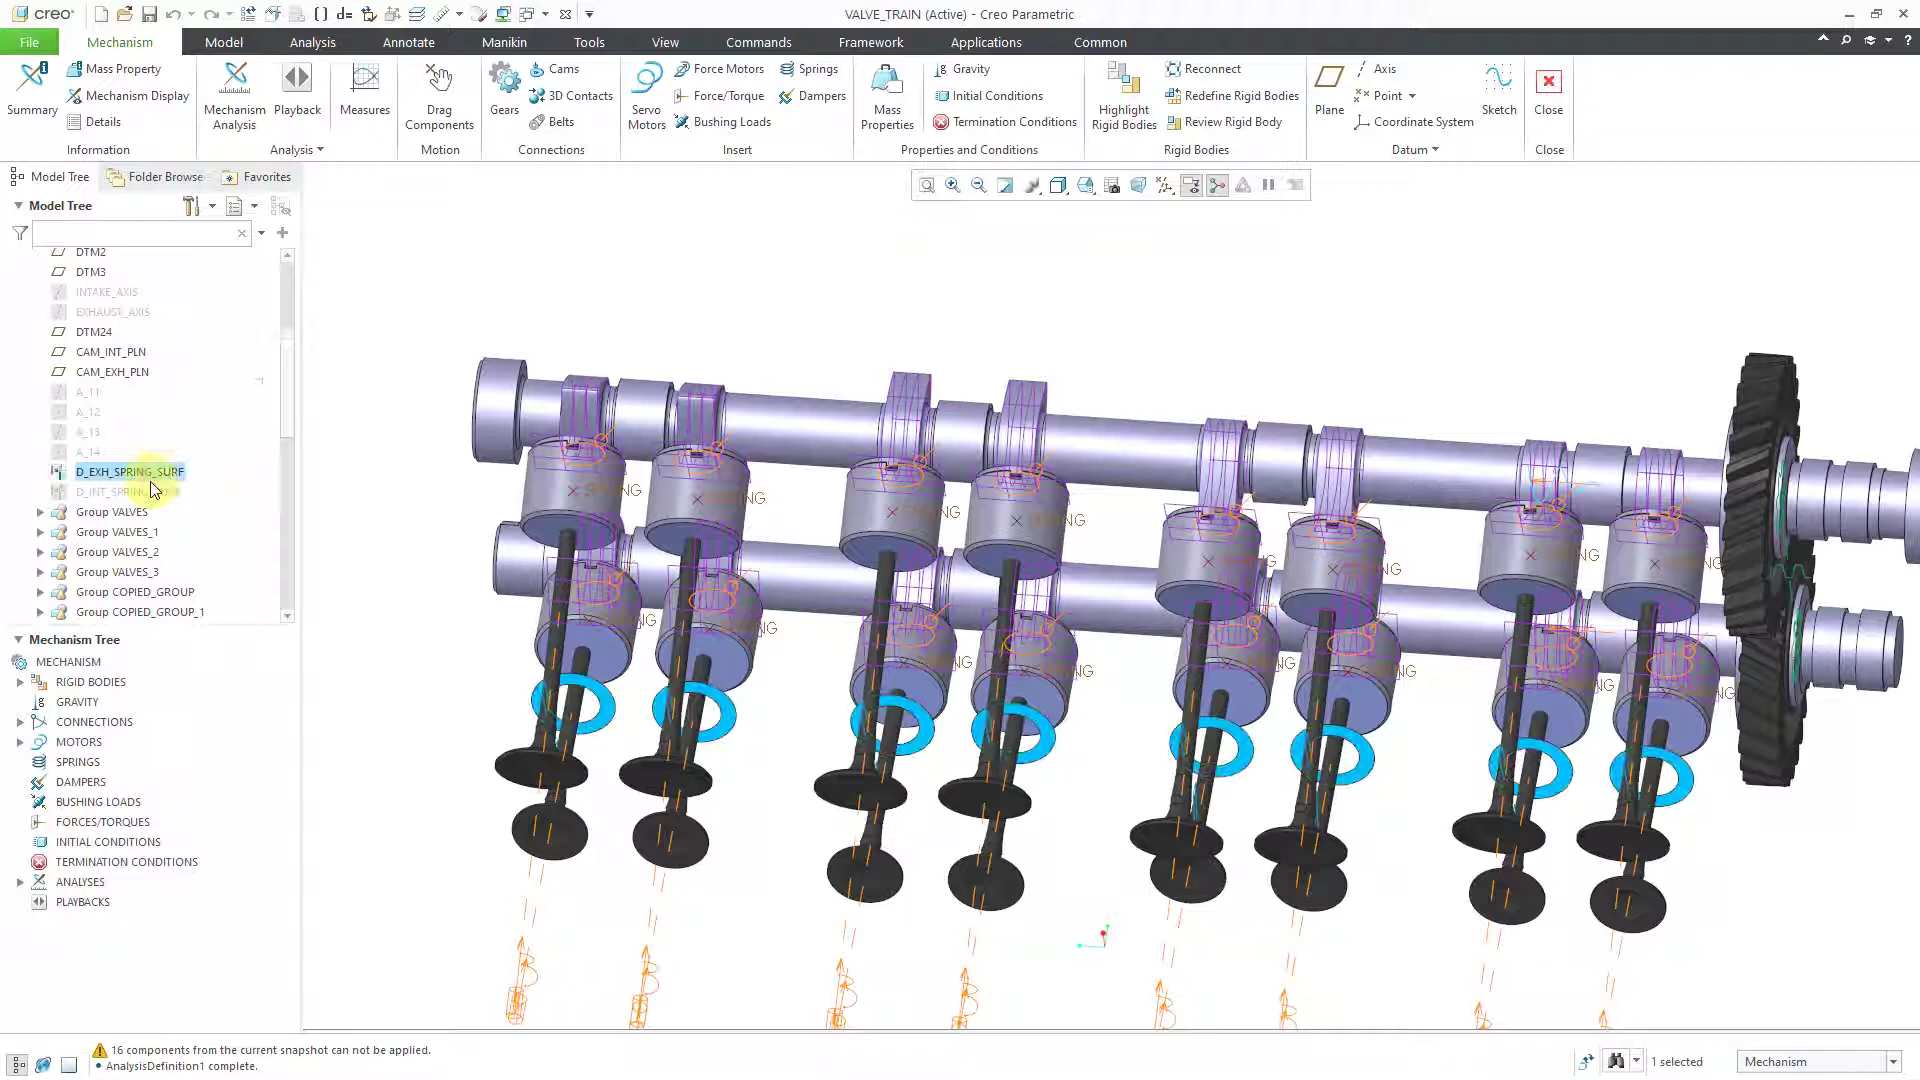 creo
VALVE_TRAIN (Active) - Creo Parametric
File
Mechanism
Model
Analysis
Annotate
Manikin
Tools
View
Commands
Framework
Applications
Common
Summary
Mass Property
Mechanism Display
Details
Information
Mechanism Analysis
Playback
Measures
Analysis
Drag Components
Motion
Gears
Cams
3D Contacts
Belts
Connections
Servo Motors
Force Motors
Force/Torque
Bushing Loads
Springs
Dampers
Insert
Mass Properties
Gravity
Initial Conditions
Termination Conditions
Properties and Conditions
Highlight Rigid Bodies
Reconnect
Redefine Rigid Bodies
Review Rigid Body
Rigid Bodies
Plane
Axis
Point
Coordinate System
Sketch
Datum
Close
Close
Model Tree
Folder Browse
Favorites
Model Tree
DTM2
DTM3
INTAKE_AXIS
EXHAUST_AXIS
DTM24
CAM_INT_PLN
CAM_EXH_PLN
A_11
A_12
A_13
A_14
D_EXH_SPRING_SURF
Group VALVES
Group VALVES_1
Group VALVES_2
Group VALVES_3
Group COPIED_GROUP
Group COPIED_GROUP_1
Mechanism Tree
MECHANISM
RIGID BODIES
GRAVITY
CONNECTIONS
MOTORS
SPRINGS
DAMPERS
BUSHING LOADS
FORCES/TORQUES
INITIAL CONDITIONS
TERMINATION CONDITIONS
ANALYSES
PLAYBACKS
16 components from the current snapshot can not be applied.
AnalysisDefinition1 complete.
1 selected
Mechanism